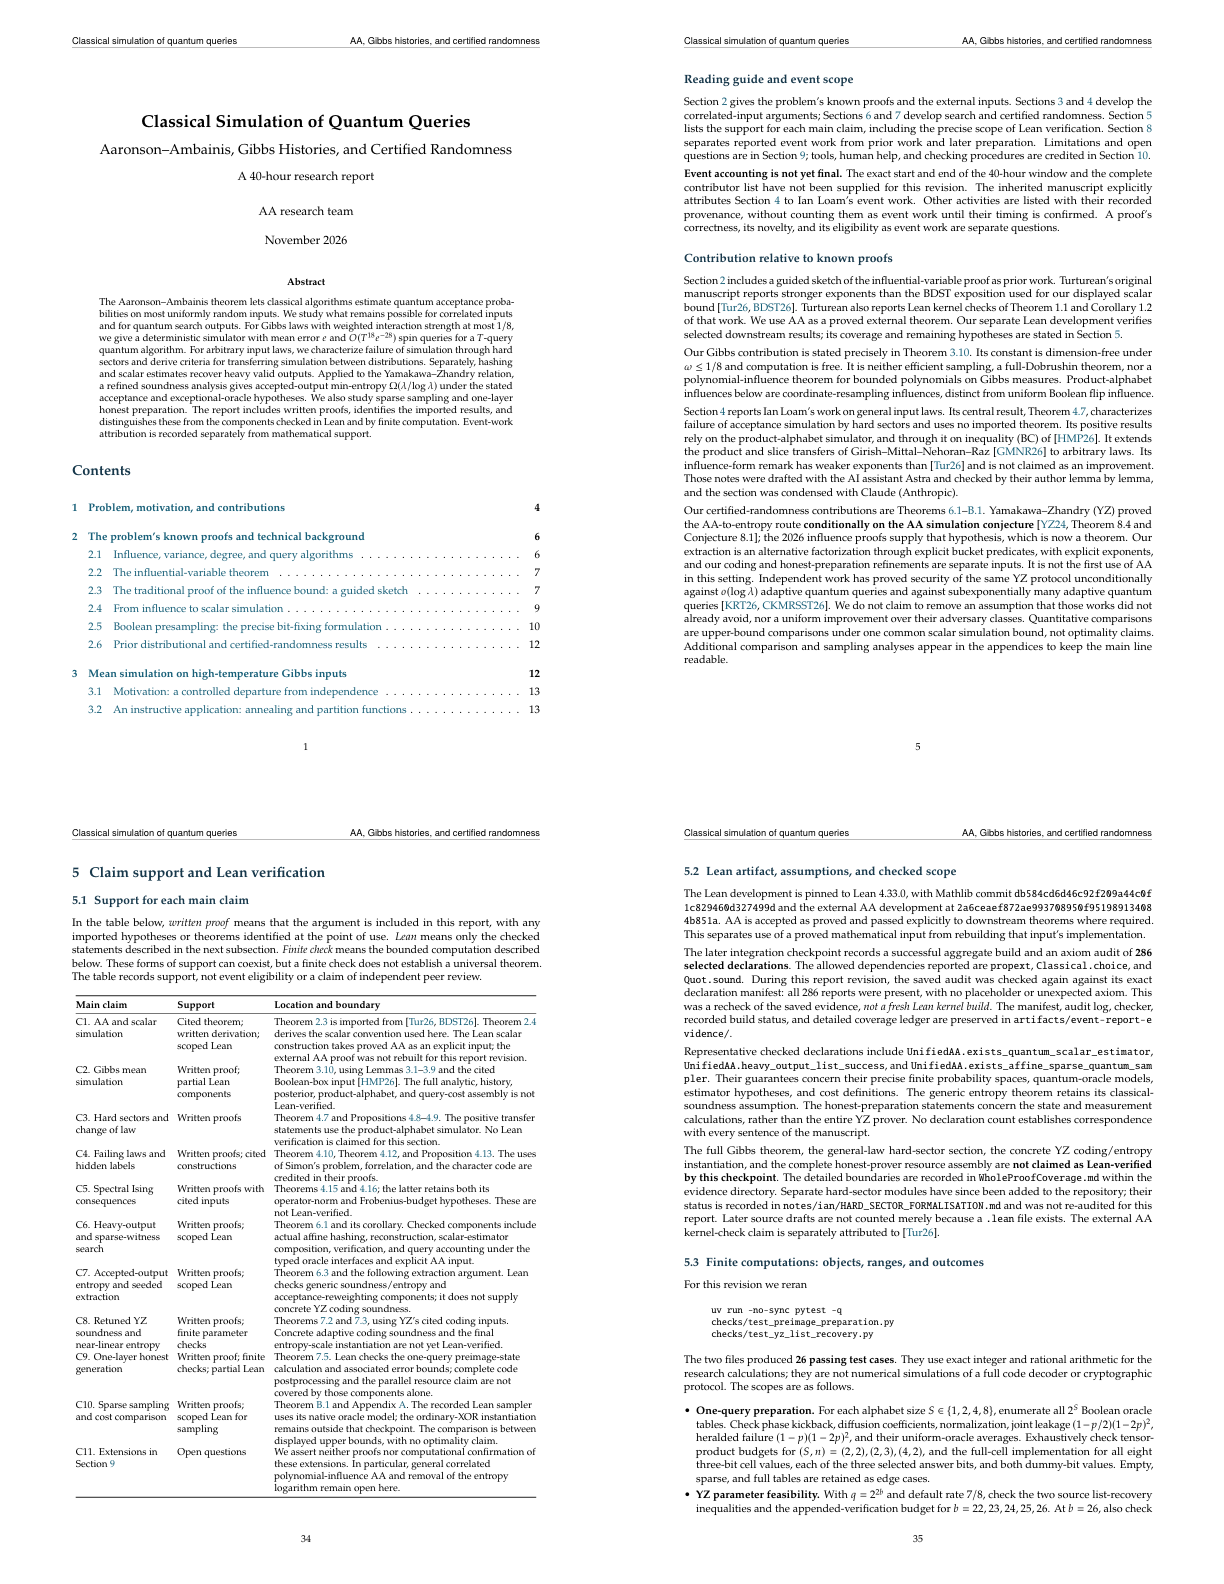 Classical simulation of quantum queries AA, Gibbs histories, and certified randomness
Classical Simulation of Quantum Queries
Aaronson–Ambainis, Gibbs Histories, and Certified Randomness
A 40-hour research report
AA research team
November 2026
Abstract
The Aaronson–Ambainis theorem lets classical algorithms estimate quantum acceptance proba-
bilities on most uniformly random inputs. We study what remains possible for correlated inputs
and for quantum search outputs. For Gibbs laws with weighted interaction strength at most 1/8,
we give a deterministic simulator with mean error ε and O(T¹⁸ε⁻²⁸) spin queries for a T-query
quantum algorithm. For arbitrary input laws, we characterize failure of simulation through hard
sectors and derive criteria for transferring simulation between distributions. Separately, hashing
and scalar estimates recover heavy valid outputs. Applied to the Yamakawa–Zhandry relation,
a refined soundness analysis gives accepted-output min-entropy Ω(λ/log λ) under the stated
acceptance and exceptional-oracle hypotheses. We also study sparse sampling and one-layer
honest preparation. The report includes written proofs, identifies the imported results, and
distinguishes these from the components checked in Lean and by finite computation. Event-work
attribution is recorded separately from mathematical support.
Contents
1 Problem, motivation, and contributions 4
2 The problem's known proofs and technical background 6
2.1 Influence, variance, degree, and query algorithms . . . . . . . . . . . . . . . . . . . . 6
2.2 The influential-variable theorem . . . . . . . . . . . . . . . . . . . . . . . . . . . . 7
2.3 The traditional proof of the influence bound: a guided sketch . . . . . . . . . . . . . 7
2.4 From influence to scalar simulation . . . . . . . . . . . . . . . . . . . . . . . . . . . 9
2.5 Boolean presampling: the precise bit-fixing formulation . . . . . . . . . . . . . . . . 10
2.6 Prior distributional and certified-randomness results . . . . . . . . . . . . . . . . . . 12
3 Mean simulation on high-temperature Gibbs inputs 12
3.1 Motivation: a controlled departure from independence . . . . . . . . . . . . . . . . . 13
3.2 An instructive application: annealing and partition functions . . . . . . . . . . . . . . 13
1
Classical simulation of quantum queries AA, Gibbs histories, and certified randomness
Reading guide and event scope
Section 2 gives the problem's known proofs and the external inputs. Sections 3 and 4 develop the
correlated-input arguments; Sections 6 and 7 develop search and certified randomness. Section 5
lists the support for each main claim, including the precise scope of Lean verification. Section 8
separates reported event work from prior work and later preparation. Limitations and open
questions are in Section 9; tools, human help, and checking procedures are credited in Section 10.
Event accounting is not yet final. The exact start and end of the 40-hour window and the complete
contributor list have not been supplied for this revision. The inherited manuscript explicitly
attributes Section 4 to Ian Loam's event work. Other activities are listed with their recorded
provenance, without counting them as event work until their timing is confirmed. A proof's
correctness, its novelty, and its eligibility as event work are separate questions.
Contribution relative to known proofs
Section 2 includes a guided sketch of the influential-variable proof as prior work. Turturean's original
manuscript reports stronger exponents than the BDST exposition used for our displayed scalar
bound [Tur26, BDST26]. Turturean also reports Lean kernel checks of Theorem 1.1 and Corollary 1.2
of that work. We use AA as a proved external theorem. Our separate Lean development verifies
selected downstream results; its coverage and remaining hypotheses are stated in Section 5.
Our Gibbs contribution is stated precisely in Theorem 3.10. Its constant is dimension-free under
ω ≤ 1/8 and computation is free. It is neither efficient sampling, a full-Dobrushin theorem, nor a
polynomial-influence theorem for bounded polynomials on Gibbs measures. Product-alphabet
influences below are coordinate-resampling influences, distinct from uniform Boolean flip influence.
Section 4 reports Ian Loam's work on general input laws. Its central result, Theorem 4.7, characterizes
failure of acceptance simulation by hard sectors and uses no imported theorem. Its positive results
rely on the product-alphabet simulator, and through it on inequality (BC) of [HMP26]. It extends
the product and slice transfers of Girish–Mittal–Nehoran–Raz [GMNR26] to arbitrary laws. Its
influence-form remark has weaker exponents than [Tur26] and is not claimed as an improvement.
Those notes were drafted with the AI assistant Astra and checked by their author lemma by lemma,
and the section was condensed with Claude (Anthropic).
Our certified-randomness contributions are Theorems 6.1–B.1. Yamakawa–Zhandry (YZ) proved
the AA-to-entropy route conditionally on the AA simulation conjecture [YZ24, Theorem 8.4 and
Conjecture 8.1]; the 2026 influence proofs supply that hypothesis, which is now a theorem. Our
extraction is an alternative factorization through explicit bucket predicates, with explicit exponents,
and our coding and honest-preparation refinements are separate inputs. It is not the first use of AA
in this setting. Independent work has proved security of the same YZ protocol unconditionally
against o(log λ) adaptive quantum queries and against subexponentially many adaptive quantum
queries [KRT26, CKMRSST26]. We do not claim to remove an assumption that those works did not
already avoid, nor a uniform improvement over their adversary classes. Quantitative comparisons
are upper-bound comparisons under one common scalar simulation bound, not optimality claims.
Additional comparison and sampling analyses appear in the appendices to keep the main line
readable.
5
Classical simulation of quantum queries AA, Gibbs histories, and certified randomness
5 Claim support and Lean verification
5.1 Support for each main claim
In the table below, written proof means that the argument is included in this report, with any
imported hypotheses or theorems identified at the point of use. Lean means only the checked
statements described in the next subsection. Finite check means the bounded computation described
below. These forms of support can coexist, but a finite check does not establish a universal theorem.
The table records support, not event eligibility or a claim of independent peer review.
Main claim Support Location and boundary
C1. AA and scalar Cited theorem; Theorem 2.3 is imported from [Tur26, BDST26]. Theorem 2.4
simulation written derivation; derives the scalar convention used here. The Lean scalar
scoped Lean construction takes proved AA as an explicit input; the
external AA proof was not rebuilt for this report revision.
C2. Gibbs mean Written proof; Theorem 3.10, using Lemmas 3.1–3.9 and the cited
simulation partial Lean Boolean-box input [HMP26]. The full analytic, history,
components posterior, product-alphabet, and query-cost assembly is not
Lean-verified.
C3. Hard sectors and Written proofs Theorem 4.7 and Propositions 4.8–4.9. The positive transfer
change of law statements use the product-alphabet simulator. No Lean
verification is claimed for this section.
C4. Failing laws and Written proofs; cited Theorem 4.10, Theorem 4.12, and Proposition 4.13. The uses
hidden labels constructions of Simon's problem, forrelation, and the character code are
credited in their proofs.
C5. Spectral Ising Written proofs with Theorems 4.15 and 4.16; the latter retains both its
consequences cited inputs operator-norm and Frobenius-budget hypotheses. These are
not Lean-verified.
C6. Heavy-output Written proofs; Theorem 6.1 and its corollary. Checked components include
and sparse-witness scoped Lean actual affine hashing, reconstruction, scalar-estimator
search composition, verification, and query accounting under the
typed oracle interfaces and explicit AA input.
C7. Accepted-output Written proofs; Theorem 6.3 and the following extraction argument. Lean
entropy and seeded scoped Lean checks generic soundness/entropy and
extraction acceptance-reweighting components; it does not supply
concrete YZ coding soundness.
C8. Retuned YZ Written proofs; Theorems 7.2 and 7.3, using YZ's cited coding inputs.
soundness and finite parameter Concrete adaptive coding soundness and the final
near-linear entropy checks entropy-scale instantiation are not yet Lean-verified.
C9. One-layer honest Written proof; finite Theorem 7.5. Lean checks the one-query preimage-state
generation checks; partial Lean calculation and associated error bounds; complete code
postprocessing and the parallel resource claim are not
covered by those components alone.
C10. Sparse sampling Written proofs; Theorem B.1 and Appendix A. The recorded Lean sampler
and cost comparison scoped Lean for uses its native oracle model; the ordinary-XOR instantiation
sampling remains outside that checkpoint. The comparison is between
displayed upper bounds, with no optimality claim.
C11. Extensions in Open questions We assert neither proofs nor computational confirmation of
Section 9 these extensions. In particular, general correlated
polynomial-influence AA and removal of the entropy
logarithm remain open here.
34
Classical simulation of quantum queries AA, Gibbs histories, and certified randomness
5.2 Lean artifact, assumptions, and checked scope
The Lean development is pinned to Lean 4.33.0, with Mathlib commit db584cd6d46c92f209a44c0f
1c829460d327499d and the external AA development at 2a6ceaef872ae993708950f95198913408
4b851a. AA is accepted as proved and passed explicitly to downstream theorems where required.
This separates use of a proved mathematical input from rebuilding that input's implementation.
The later integration checkpoint records a successful aggregate build and an axiom audit of 286
selected declarations. The allowed dependencies reported are propext, Classical.choice, and
Quot.sound. During this report revision, the saved audit was checked again against its exact
declaration manifest: all 286 reports were present, with no placeholder or unexpected axiom. This
was a recheck of the saved evidence, not a fresh Lean kernel build. The manifest, audit log, checker,
recorded build status, and detailed coverage ledger are preserved in artifacts/event-report-e
vidence/.
Representative checked declarations include UnifiedAA.exists_quantum_scalar_estimator,
UnifiedAA.heavy_output_list_success, and UnifiedAA.exists_affine_sparse_quantum_sam
pler. Their guarantees concern their precise finite probability spaces, quantum-oracle models,
estimator hypotheses, and cost definitions. The generic entropy theorem retains its classical-
soundness assumption. The honest-preparation statements concern the state and measurement
calculations, rather than the entire YZ prover. No declaration count establishes correspondence
with every sentence of the manuscript.
The full Gibbs theorem, the general-law hard-sector section, the concrete YZ coding/entropy
instantiation, and the complete honest-prover resource assembly are not claimed as Lean-verified
by this checkpoint. The detailed boundaries are recorded in WholeProofCoverage.md within the
evidence directory. Separate hard-sector modules have since been added to the repository; their
status is recorded in notes/ian/HARD_SECTOR_FORMALISATION.md and was not re-audited for this
report. Later source drafts are not counted merely because a .lean file exists. The external AA
kernel-check claim is separately attributed to [Tur26].
5.3 Finite computations: objects, ranges, and outcomes
For this revision we reran
uv run -no-sync pytest -q
checks/test_preimage_preparation.py
checks/test_yz_list_recovery.py
The two files produced 26 passing test cases. They use exact integer and rational arithmetic for the
research calculations; they are not numerical simulations of a full code decoder or cryptographic
protocol. The scopes are as follows.
• One-query preparation. For each alphabet size S ∈ {1, 2, 4, 8}, enumerate all 2ˢ Boolean oracle
tables. Check phase kickback, diffusion coefficients, normalization, joint leakage (1−p/2)(1−2p)²,
heralded failure (1 − p)(1 − 2p)², and their uniform-oracle averages. Exhaustively check tensor-
product budgets for (S, n) = (2, 2), (2, 3), (4, 2), and the full-cell implementation for all eight
three-bit cell values, each of the three selected answer bits, and both dummy-bit values. Empty,
sparse, and full tables are retained as edge cases.
• YZ parameter feasibility. With q = 2²ᵇ and default rate 7/8, check the two source list-recovery
inequalities and the appended-verification budget for b = 22, 23, 24, 25, 26. At b = 26, also check
35